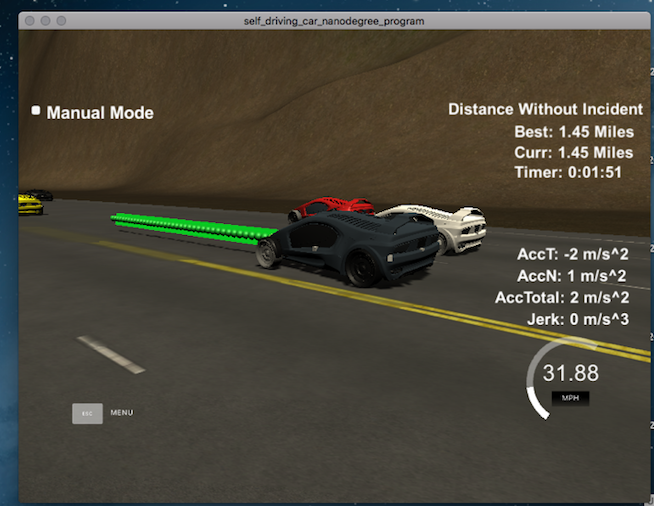 self_driving_car_nanodegree_program
Manual Mode
Distance Without Incident
Best: 1.45 Miles
Curr: 1.45 Miles
Timer: 0:01:51
AccT: -2 m/s^2
AccN: 1 m/s^2
AccTotal: 2 m/s^2
Jerk: 0 m/s^3
31.88
MPH
ESC MENU